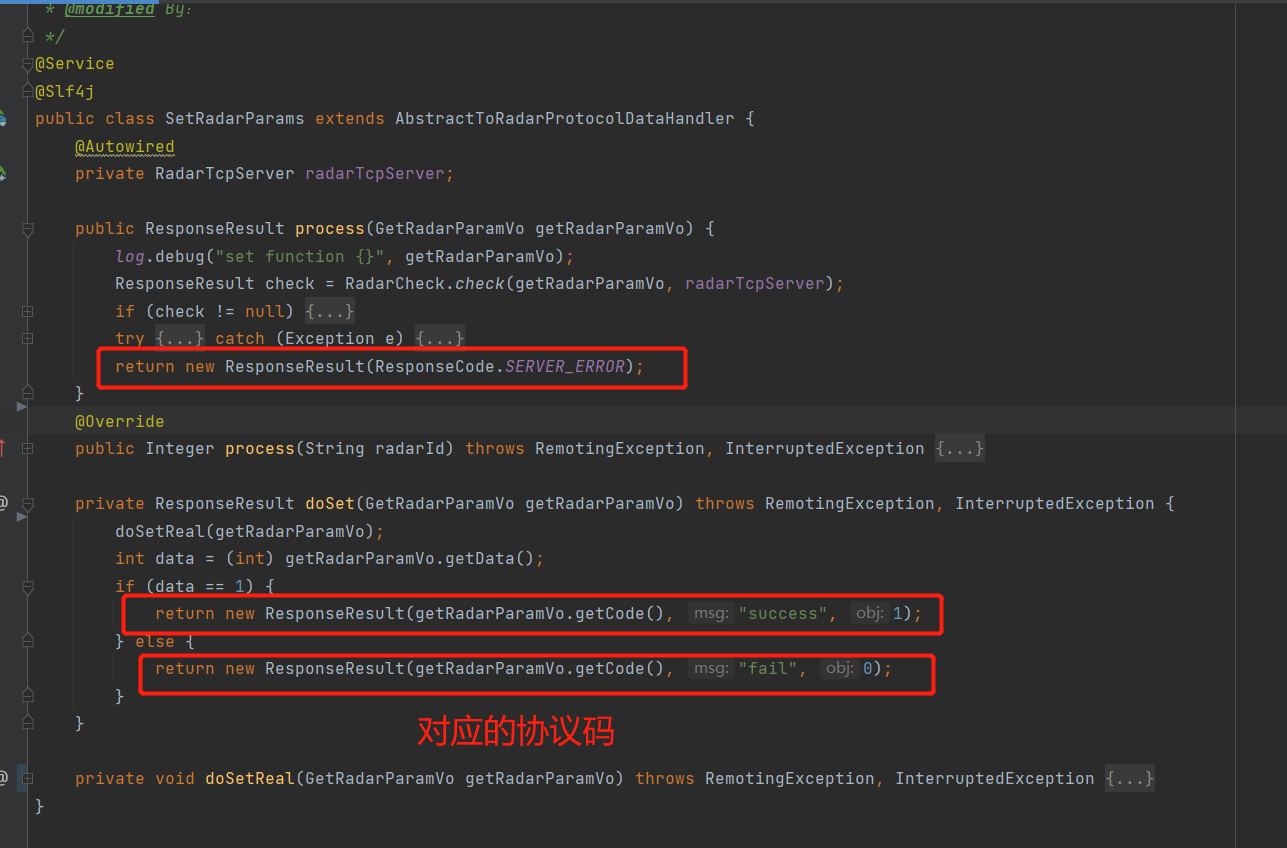 * @modified By:
*/
@Service
@Slf4j
public class SetRadarParams extends AbstractToRadarProtocolDataHandler {
@Autowired
private RadarTcpServer radarTcpServer;
public ResponseResult process(GetRadarParamVo getRadarParamVo) {
log.debug("set function {}", getRadarParamVo);
ResponseResult check = RadarCheck.check(getRadarParamVo, radarTcpServer);
if (check != null) {...}
try {...} catch (Exception e) {...}
return new ResponseResult(ResponseCode.SERVER_ERROR);
}
@Override
public Integer process(String radarId) throws RemotingException, InterruptedException {...}
private ResponseResult doSet(GetRadarParamVo getRadarParamVo) throws RemotingException, InterruptedException {
doSetReal(getRadarParamVo);
int data = (int) getRadarParamVo.getData();
if (data == 1) {
return new ResponseResult(getRadarParamVo.getCode(), msg: "success", obj: 1);
} else {
return new ResponseResult(getRadarParamVo.getCode(), msg: "fail", obj: 0);
}
}
对应的协议码
private void doSetReal(GetRadarParamVo getRadarParamVo) throws RemotingException, InterruptedException {...}
}